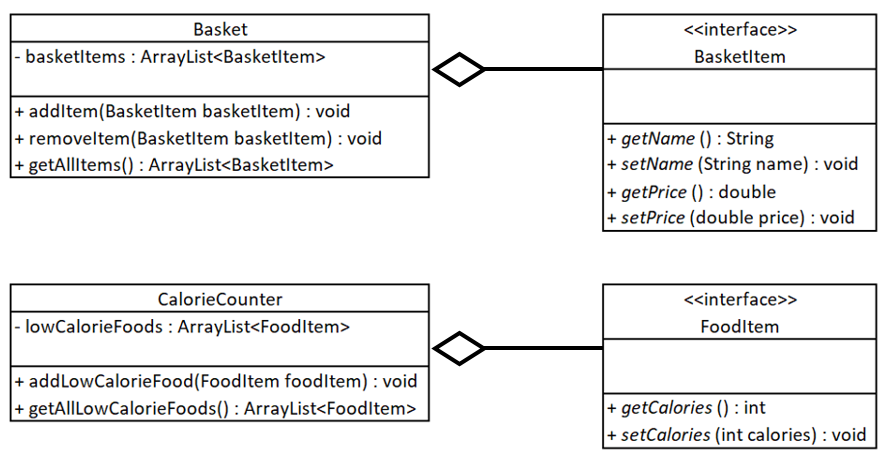 Basket
- basketItems : ArrayList<BasketItem>
+ addItem(BasketItem basketItem) : void
+ removeItem(BasketItem basketItem) : void
+ getAllItems() : ArrayList<BasketItem>
<<interface>>
BasketItem
+ getName () : String
+ setName (String name) : void
+ getPrice () : double
+ setPrice (double price) : void
CalorieCounter
- lowCalorieFoods : ArrayList<FoodItem>
+ addLowCalorieFood(FoodItem foodItem) : void
+ getAllLowCalorieFoods() : ArrayList<FoodItem>
<<interface>>
FoodItem
+ getCalories () : int
+ setCalories (int calories) : void